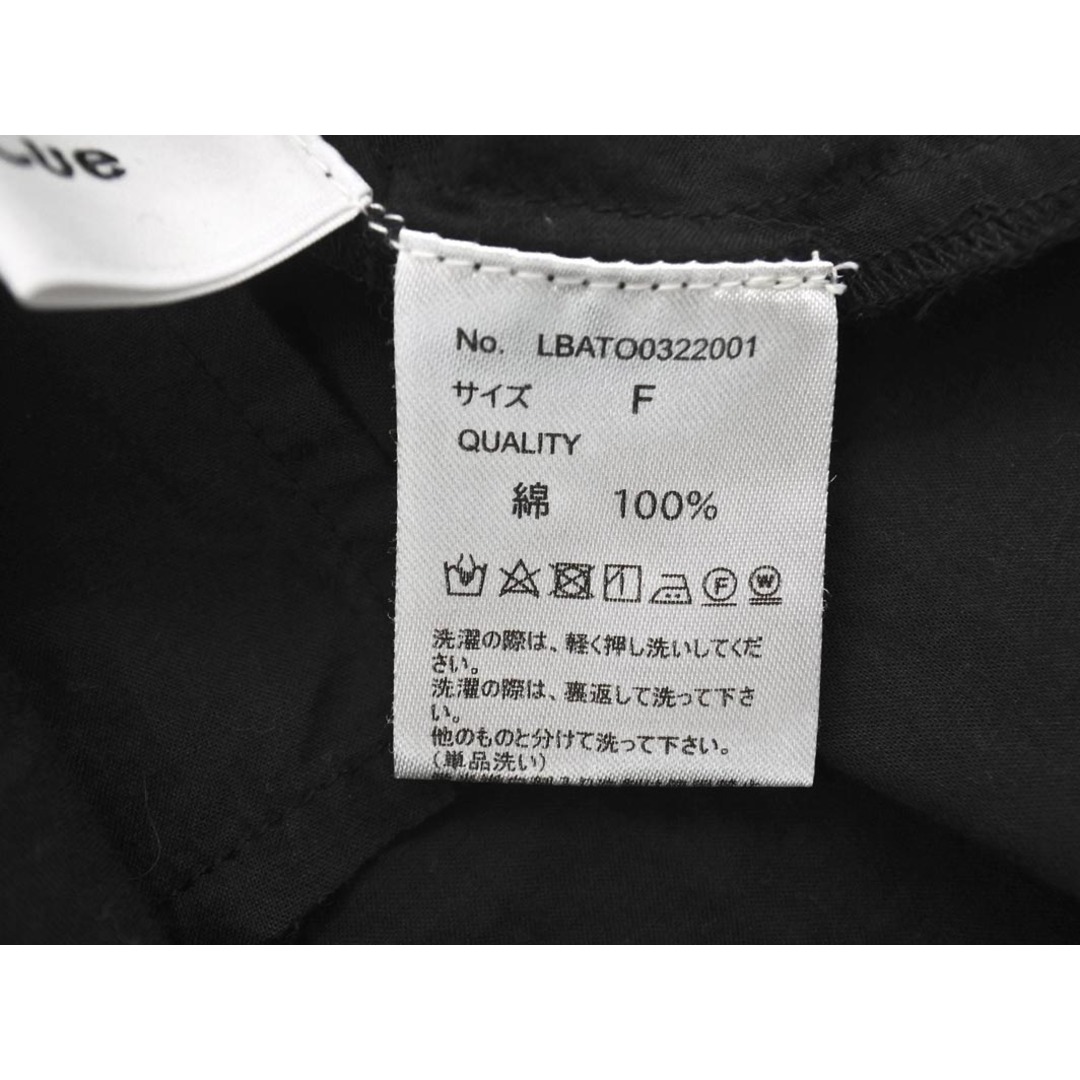 No. LBATO0322001
サイズ F
QUALITY
綿 100%
F W
洗濯の際は、軽く押し洗いしてくだ
さい。
洗濯の際は、裏返して洗って下さ
い。
他のものと分けて洗って下さい。
(単品洗い)